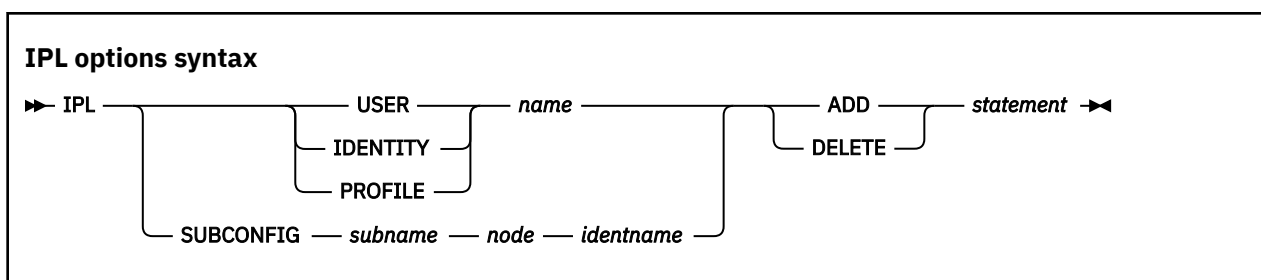 IPL options syntax
IPL USER name ADD statement
IDENTITY DELETE
PROFILE
SUBCONFIG subname node identname